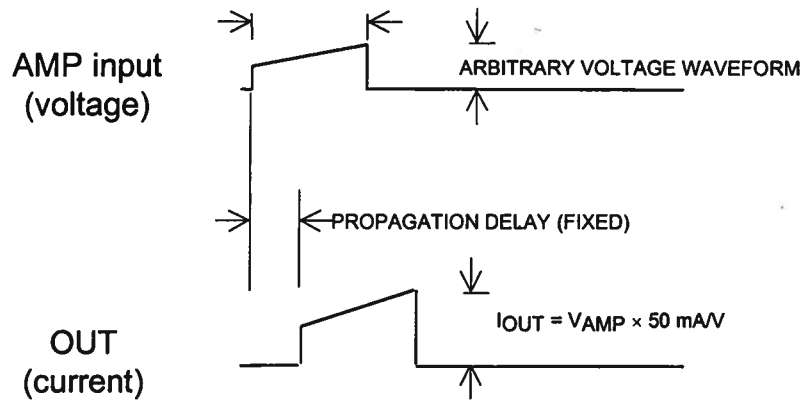 AMP input
(voltage)
ARBITRARY VOLTAGE WAVEFORM
PROPAGATION DELAY (FIXED)
OUT
(current)
IOUT = VAMP × 50 mA/V